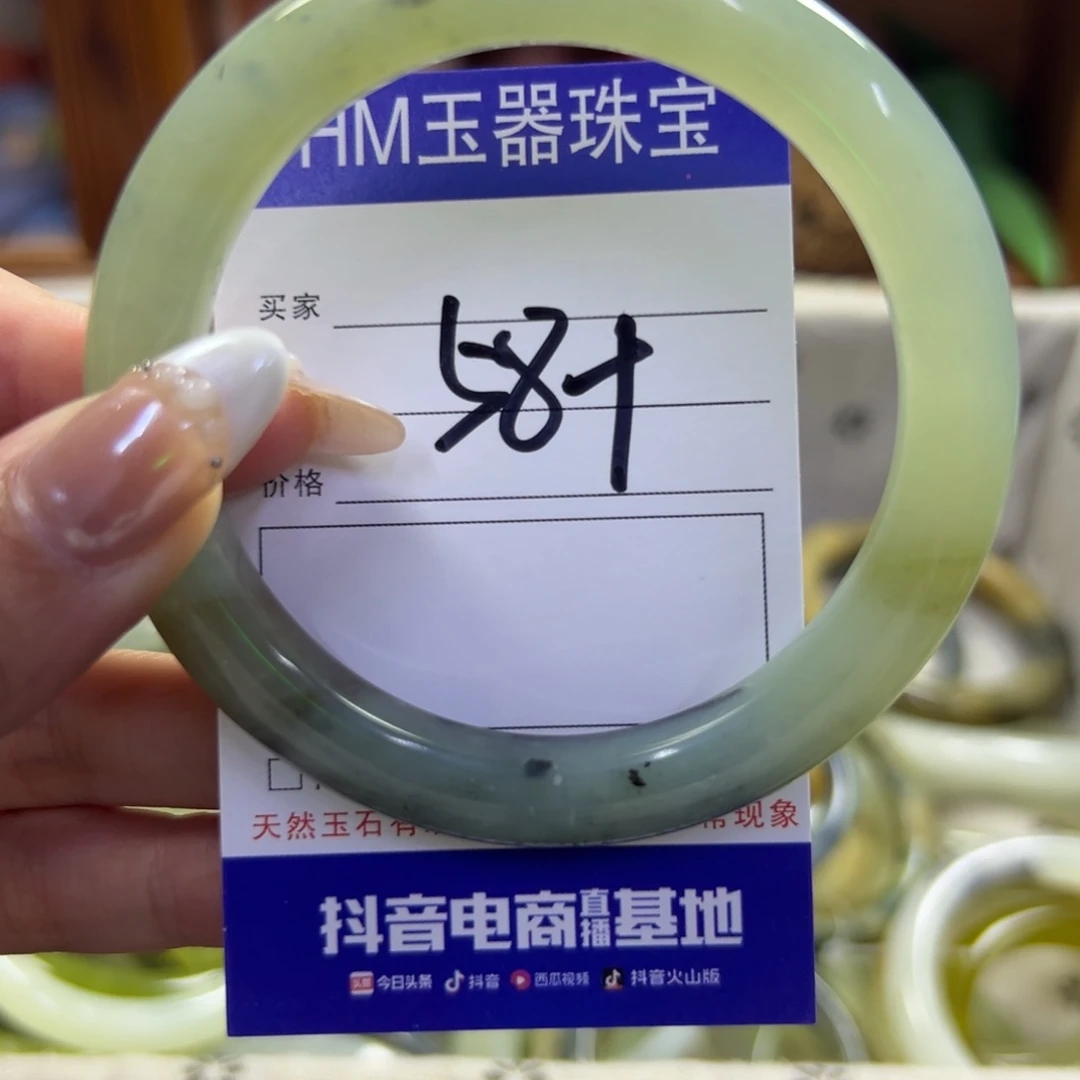 HM玉器珠宝
买家
58+
价格
天然玉石有
常现象
抖音电商直播基地
头条 今日头条 抖音 西瓜视频 抖音火山版